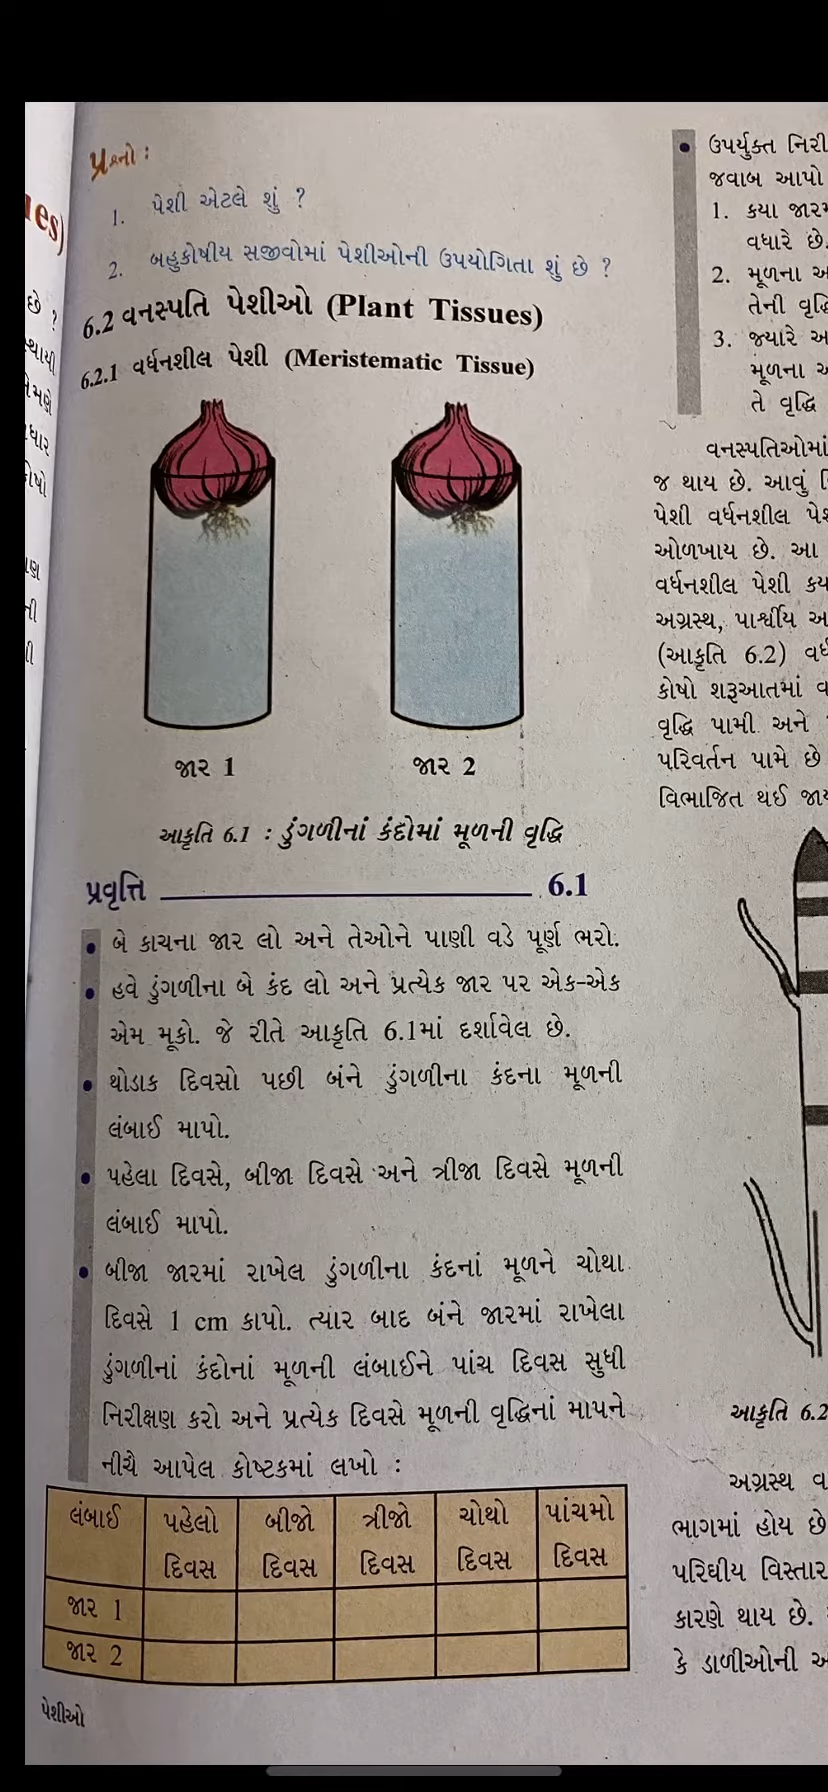 પ્રશ્નો :
1. પેશી એટલે શું ?
2. બહુકોષીય સજીવોમાં પેશીઓની ઉપયોગિતા શું છે ?
6.2 વનસ્પતિ પેશીઓ (Plant Tissues)
6.2.1 વર્ધનશીલ પેશી (Meristematic Tissue)
જાર 1 જાર 2
આકૃતિ 6.1 : ડુંગળીનાં કંદોમાં મૂળની વૃદ્ધિ
પ્રવૃત્તિ 6.1
• બે કાચના જાર લો અને તેઓને પાણી વડે પૂર્ણ ભરો.
• હવે ડુંગળીના બે કંદ લો અને પ્રત્યેક જાર પર એક-એક
એમ મૂકો. જે રીતે આકૃતિ 6.1માં દર્શાવેલ છે.
• થોડાક દિવસો પછી બંને ડુંગળીના કંદના મૂળની
લંબાઈ માપો.
• પહેલા દિવસે, બીજા દિવસે અને ત્રીજા દિવસે મૂળની
લંબાઈ માપો.
• બીજા જારમાં રાખેલ ડુંગળીના કંદનાં મૂળને ચોથા
દિવસે 1 cm કાપો. ત્યાર બાદ બંને જારમાં રાખેલા
ડુંગળીનાં કંદોનાં મૂળની લંબાઈને પાંચ દિવસ સુધી
નિરીક્ષણ કરો અને પ્રત્યેક દિવસે મૂળની વૃદ્ધિનાં માપને
નીચે આપેલ કોષ્ટકમાં લખો :
લંબાઈ પહેલો બીજો ત્રીજો ચોથો પાંચમો
દિવસ દિવસ દિવસ દિવસ દિવસ
જાર 1
જાર 2
પેશીઓ
• ઉપર્યુક્ત
જવાબ આપો
1. કયા
વધારે છે.
2. મૂળના
તેની
3. જ્યારે
મૂળના
તે વૃદ્ધિ
વનસ્પતિઓમાં
જ થાય છે. આવું
પેશી વર્ધનશીલ
ઓળખાય છે. આ
વર્ધનશીલ પેશી
અગ્રસ્થ, પાર્શ્વીય
(આકૃતિ 6.2)
કોષો શરૂઆતમાં
વૃદ્ધિ પામી અને
પરિવર્તન પામે છે
વિભાજિત થઈ
આકૃતિ 6.2
અગ્રસ્થ
ભાગમાં હોય છે
પરિઘીય
કારણે થાય છે.
કે ડાળીઓની